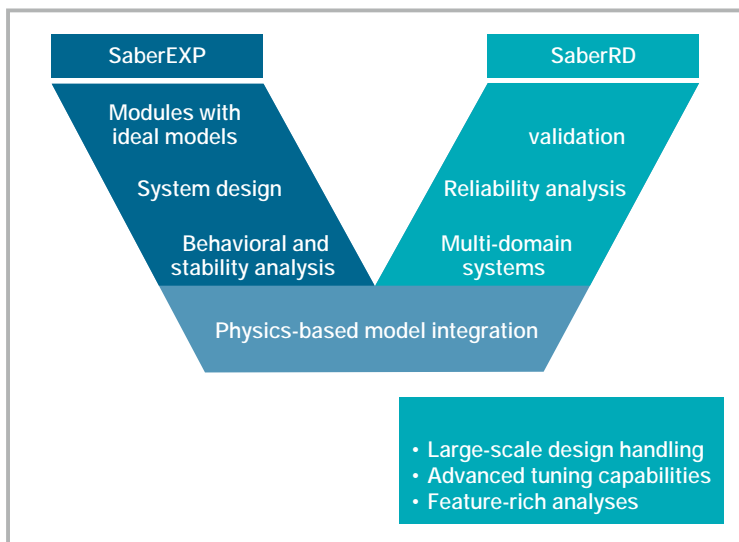 SaberEXP
SaberRD
Modules with
ideal models
System design
Behavioral and
stability analysis
validation
Reliability analysis
Multi-domain
systems
Physics-based model integration
• Large-scale design handling
• Advanced tuning capabilities
• Feature-rich analyses